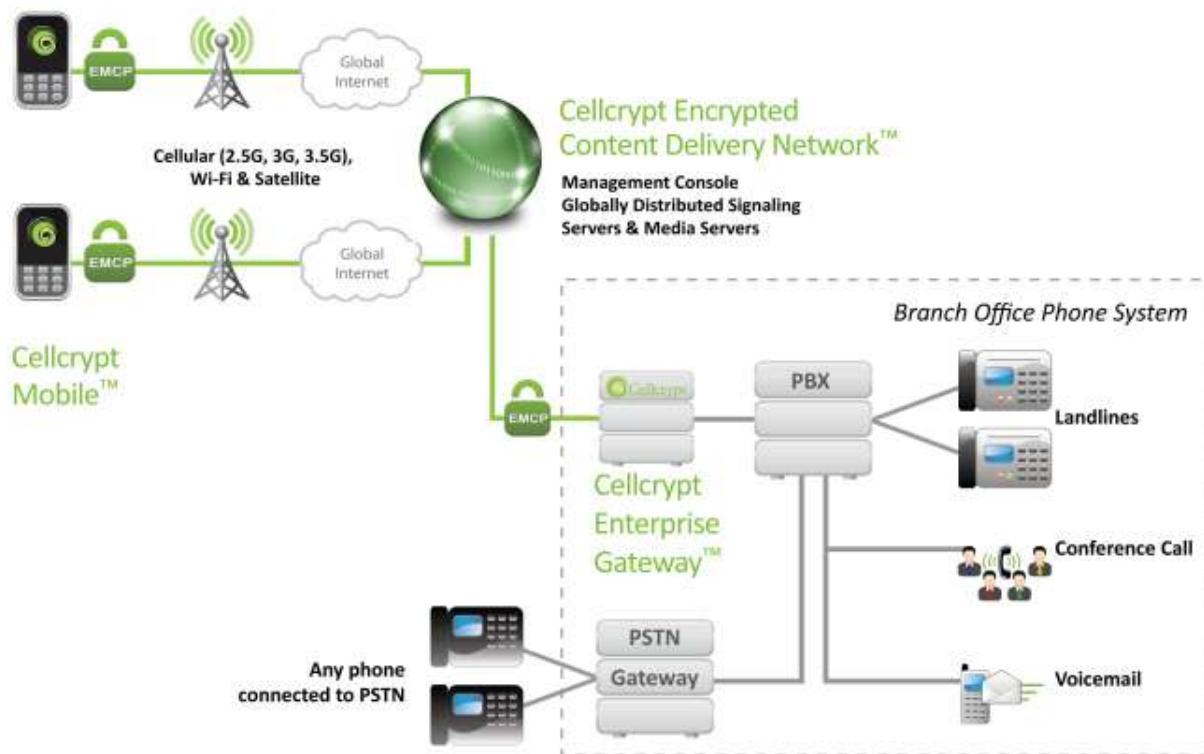 EMCP
Global
Internet
Cellcrypt Encrypted
Content Delivery Network™
Cellular (2.5G, 3G, 3.5G),
Wi-Fi & Satellite
Management Console
Globally Distributed Signaling
Servers & Media Servers
EMCP
Global
Internet
Cellcrypt
Mobile™
Branch Office Phone System
Cellcrypt
PBX
EMCP
Landlines
Cellcrypt
Enterprise
Gateway™
Conference Call
PSTN
Gateway
Any phone
connected to PSTN
Voicemail